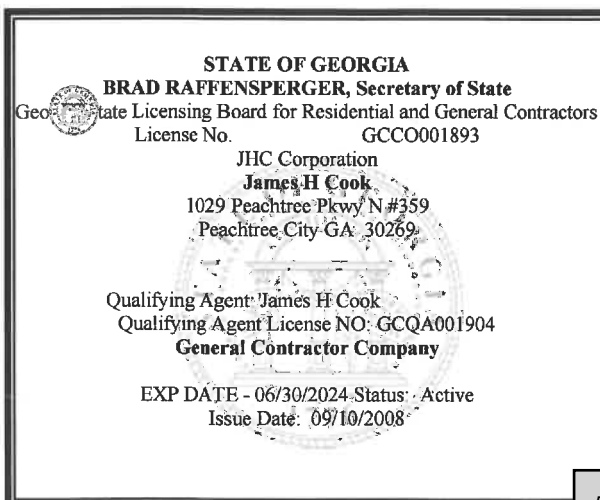 STATE OF GEORGIA
BRAD RAFFENSPERGER, Secretary of State
Geo tate Licensing Board for Residential and General Contractors
License No. GCCO001893
JHC Corporation
James H Cook
1029 Peachtree Pkwy N #359
Peachtree City GA 30269
Qualifying Agent: James H Cook
Qualifying Agent License NO: GCQA001904
General Contractor Company
EXP DATE - 06/30/2024 Status: Active
Issue Date: 09/10/2008